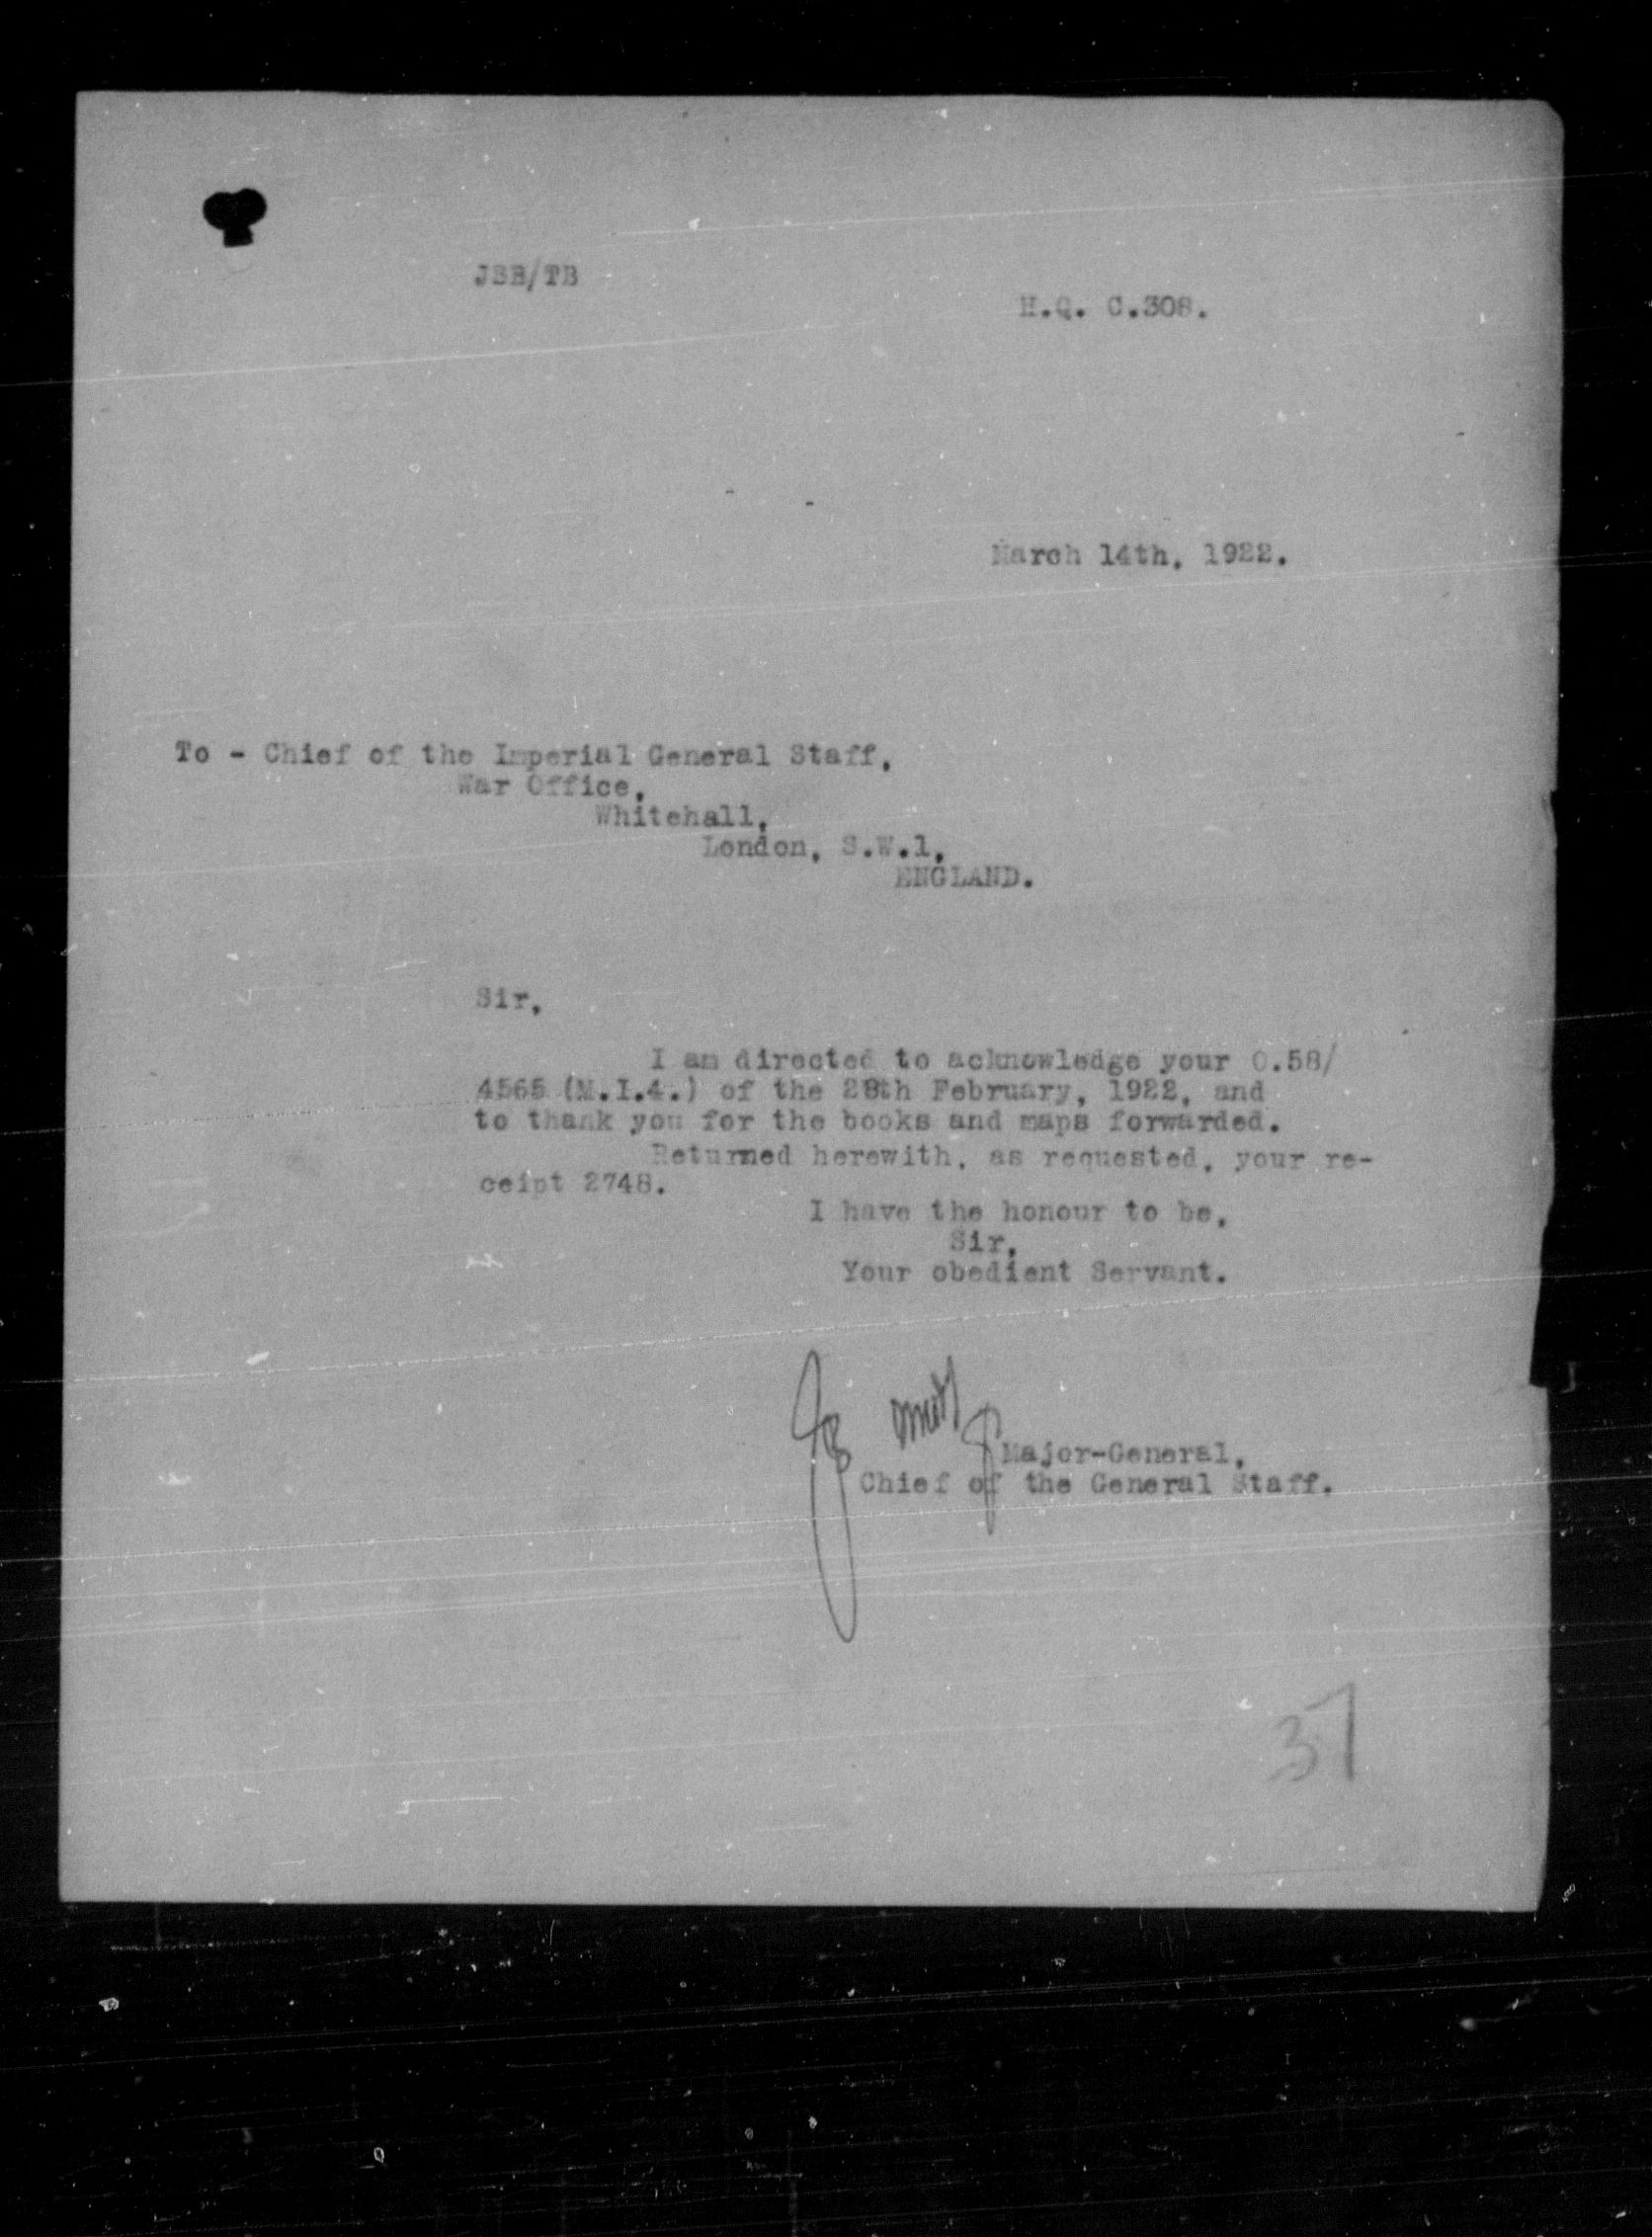 JSB/TB
H.Q. C.308.
March 14th, 1922.
To - Chief of the Imperial General Staff,
War Office,
Whitehall,
London, S.W.1,
ENGLAND.
Sir,
I am directed to acknowledge your 0.58/
4565 (M.I.4.) of the 28th February, 1922, and
to thank you for the books and maps forwarded.
Returned herewith, as requested, your re-
ceipt 2748.
I have the honour to be,
Sir,
Your obedient Servant.
Major-General,
Chief of the General Staff.
37